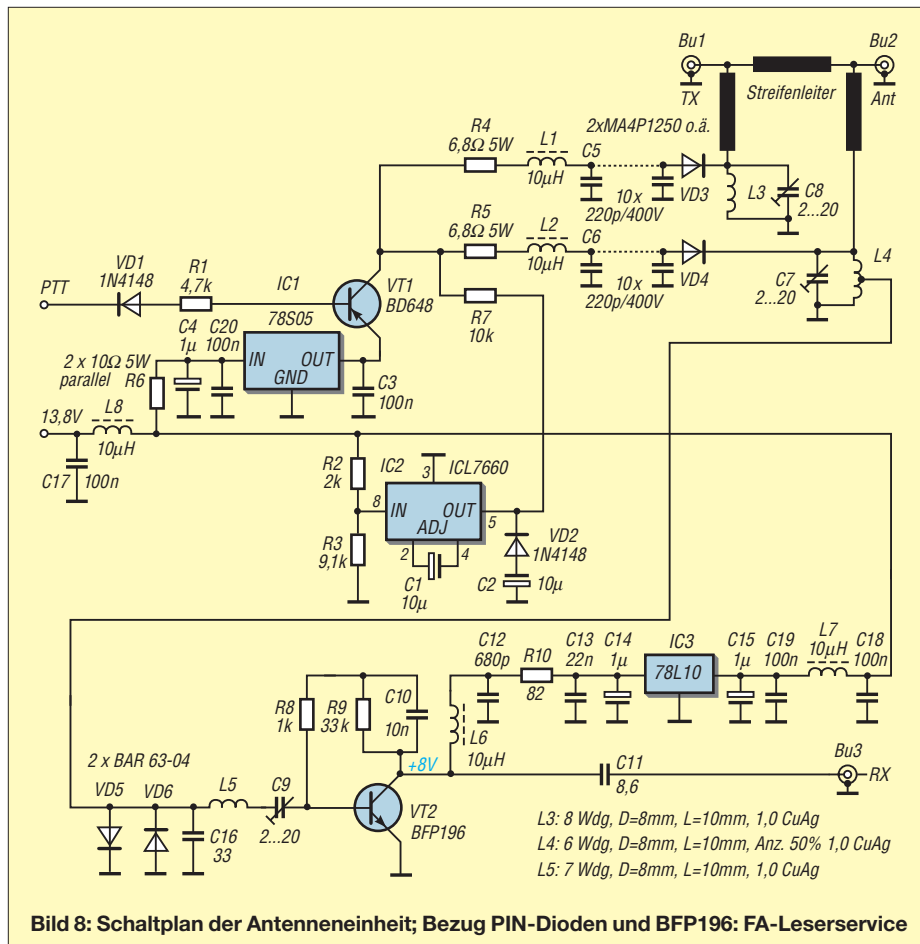 Bu1
Bu2
TX
Streifenleiter
Ant
R4
6,8Ω 5W
L1
10µH
C5
2xMA4P1250 o.ä.
10 x
220p/400V
VD3
L3
C8
2...20
R5
6,8Ω 5W
L2
10µH
C6
10 x
220p/400V
VD4
C7
2...20
L4
VD1
1N4148
R1
4,7k
PTT
IC1
VT1
BD648
R7
10k
78S05
IN OUT
GND
C4
1µ
C20
100n
C3
100n
2 x 10Ω 5W
parallel
R6
13,8V
L8
10µH
C17
100n
R2
2k
IC2
3
ICL7660
8
IN OUT
5
ADJ
2
4
R3
9,1k
C1
10µ
VD2
1N4148
C2
10µ
C12
680p
R10
82
C13
22n
C14
1µ
IC3
78L10
C15
1µ
C19
100n
L7
10µH
C18
100n
R8
1k
R9
33k
C10
10n
L6
10µH
+8V
C11
8,6
Bu3
RX
2 x BAR 63-04
VD5
VD6
L5
C9
2...20
C16
33
VT2
BFP196
L3: 8 Wdg, D=8mm, L=10mm, 1,0 CuAg
L4: 6 Wdg, D=8mm, L=10mm, Anz. 50% 1,0 CuAg
L5: 7 Wdg, D=8mm, L=10mm, 1,0 CuAg
Bild 8: Schaltplan der Antenneneinheit; Bezug PIN-Dioden und BFP196: FA-Leserservice